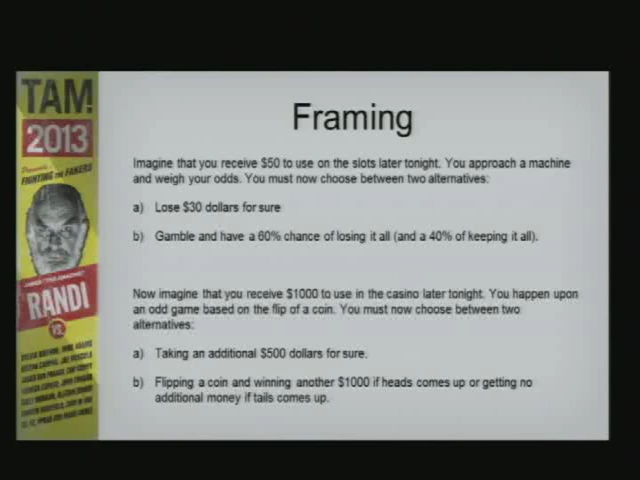 TAM!
2013
FIGHTING THE FAKERS
RANDI
VS.
Framing
Imagine that you receive $50 to use on the slots later tonight. You approach a machine
and weigh your odds. You must now choose between two alternatives:
a) Lose $30 dollars for sure
b) Gamble and have a 60% chance of losing it all (and a 40% of keeping it all).
Now imagine that you receive $1000 to use in the casino later tonight. You happen upon
an odd game based on the flip of a coin. You must now choose between two
alternatives:
a) Taking an additional $500 dollars for sure.
b) Flipping a coin and winning another $1000 if heads comes up or getting no
additional money if tails comes up.